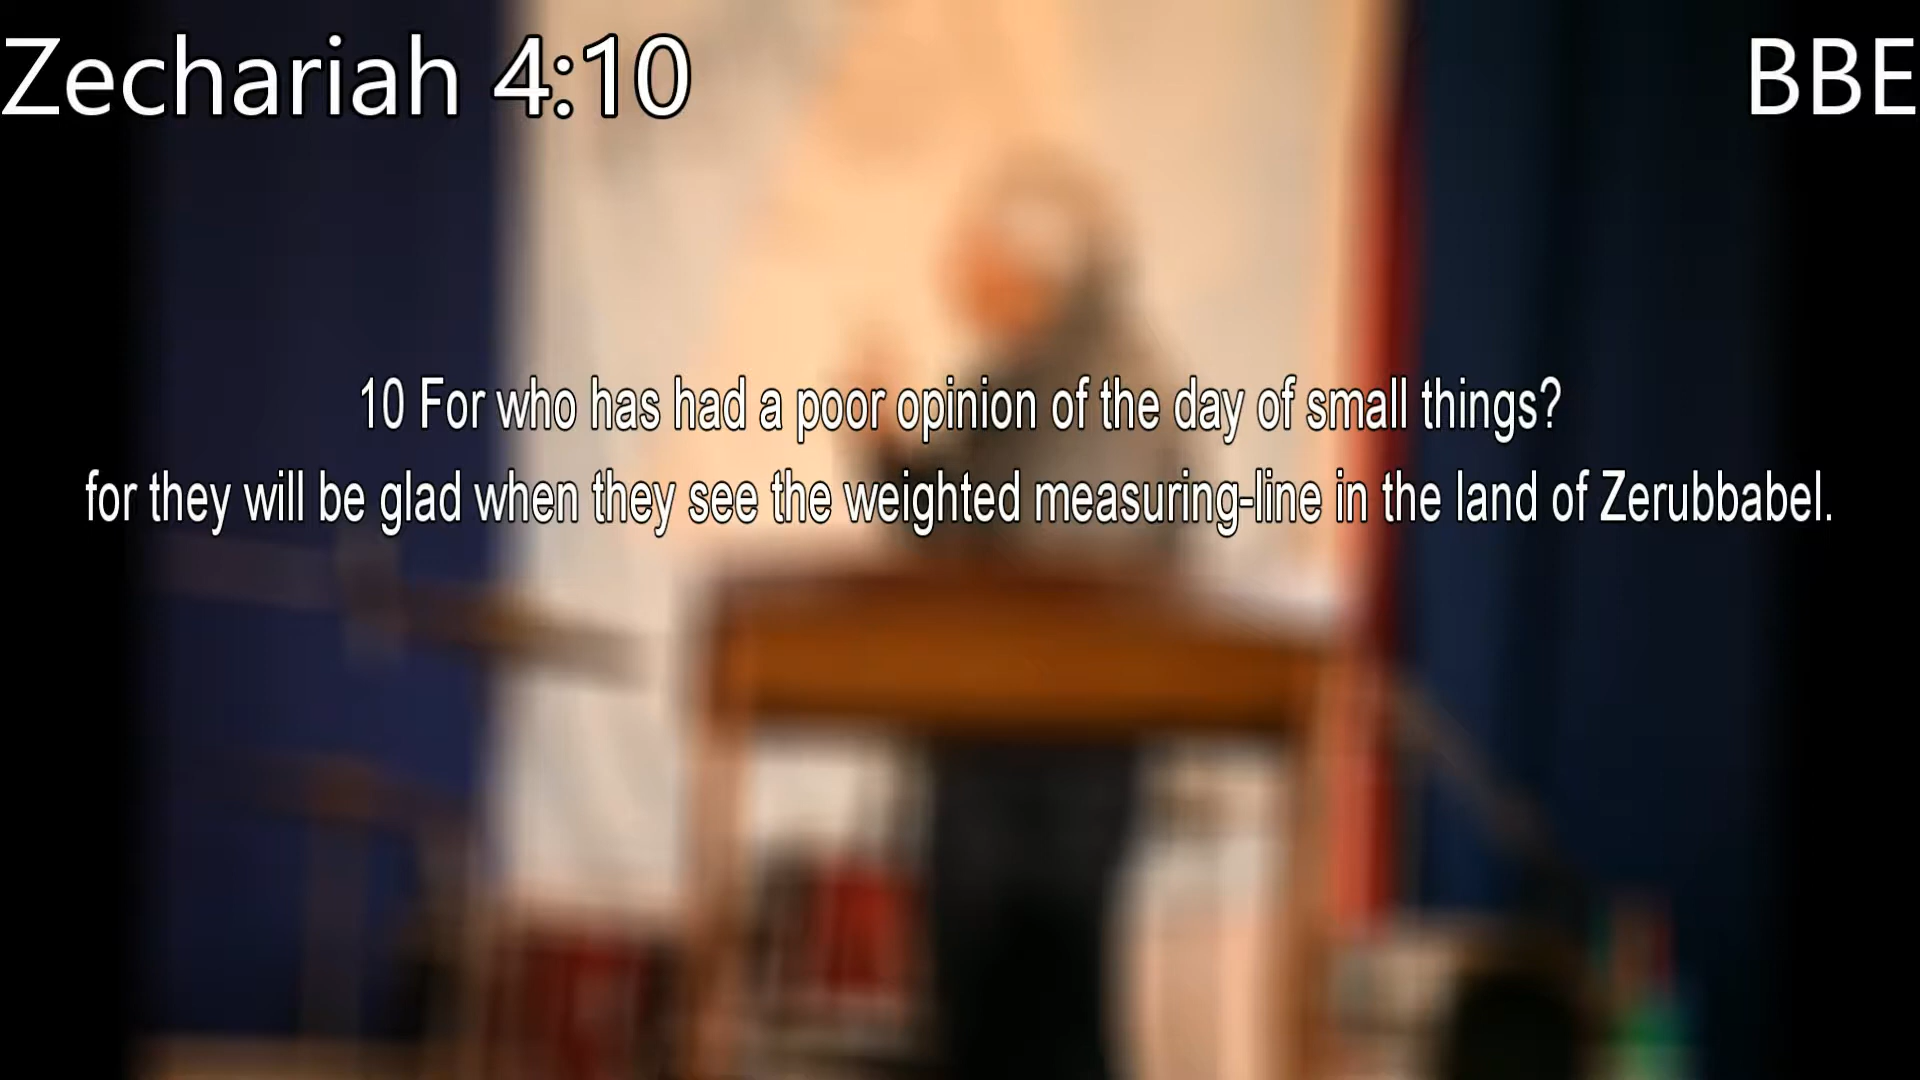 Zechariah 4:10
BBE
10 For who has had a poor opinion of the day of small things?
for they will be glad when they see the weighted measuring-line in the land of Zerubbabel.